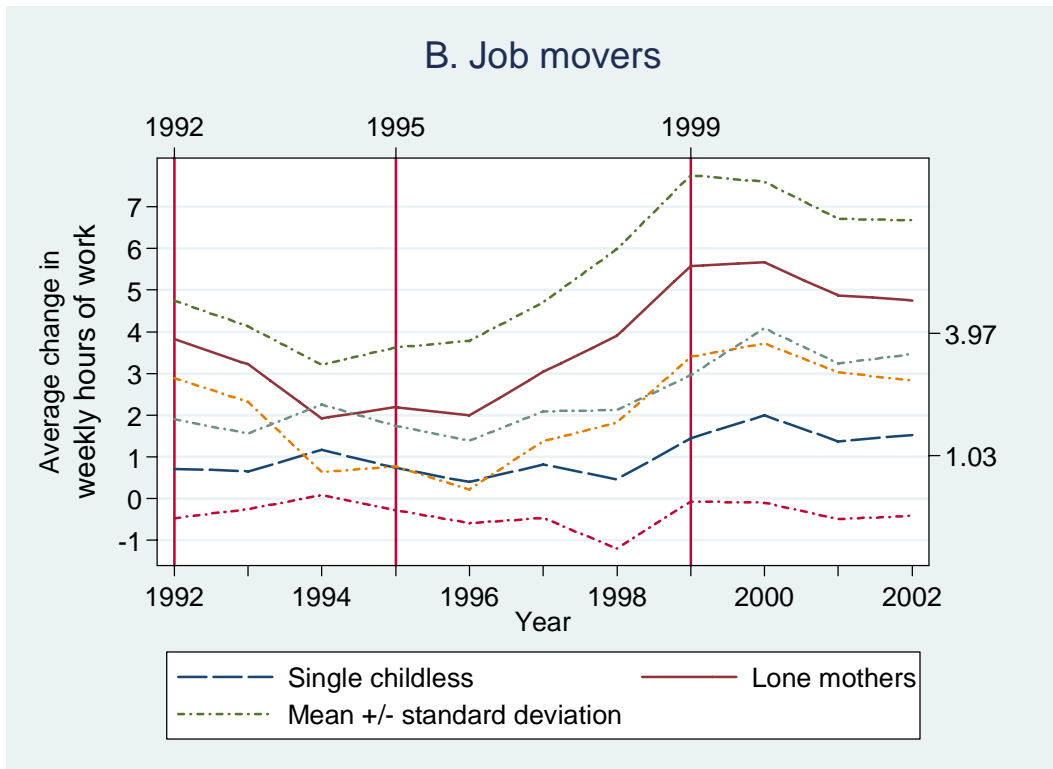 B. Job movers
1992 1995 1999
Average change in
weekly hours of work
7
6
5
4
3
2
1
0
-1
3.97
1.03
1992 1994 1996 1998 2000 2002
Year
Single childless Lone mothers
Mean +/- standard deviation